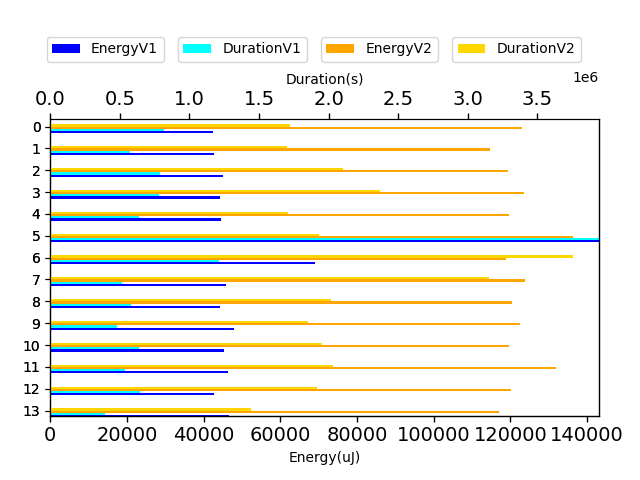 EnergyV1 DurationV1 EnergyV2 DurationV2
Duration(s)
1e6
0.0 0.5 1.0 1.5 2.0 2.5 3.0 3.5
0
1
2
3
4
5
6
7
8
9
10
11
12
13
0 20000 40000 60000 80000 100000 120000 140000
Energy(uJ)